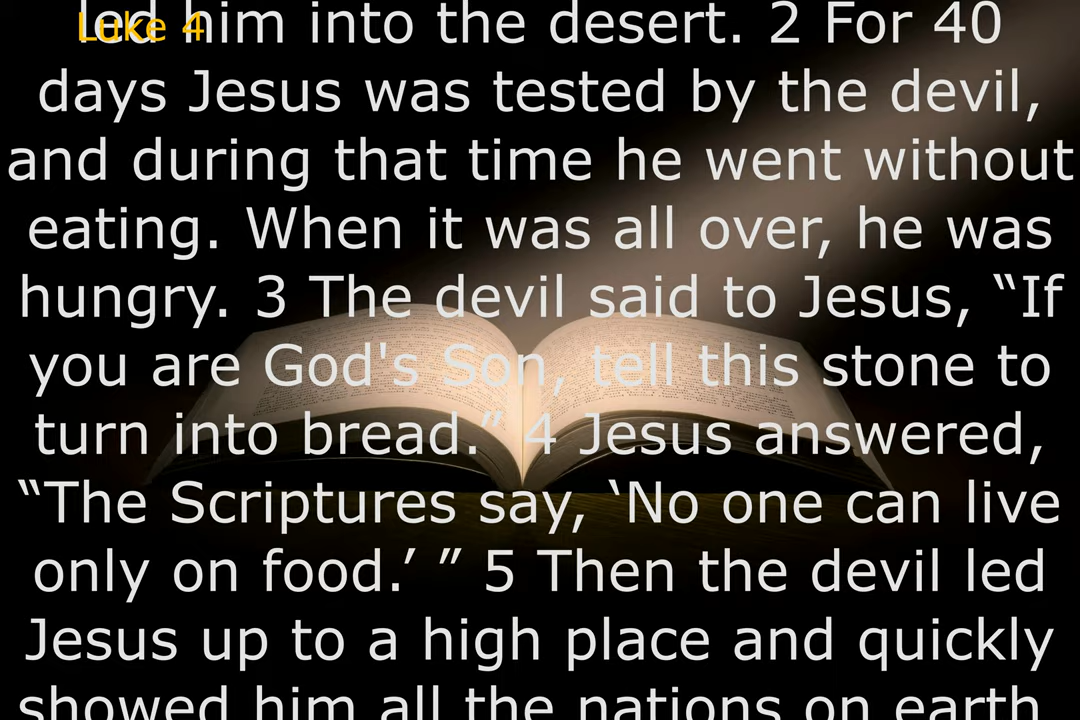 Luke 4
led him into the desert. 2 For 40
days Jesus was tested by the devil,
and during that time he went without
eating. When it was all over, he was
hungry. 3 The devil said to Jesus, “If
you are God's Son, tell this stone to
turn into bread.” 4 Jesus answered,
“The Scriptures say, ‘No one can live
only on food.’ ” 5 Then the devil led
Jesus up to a high place and quickly
showed him all the nations on earth.